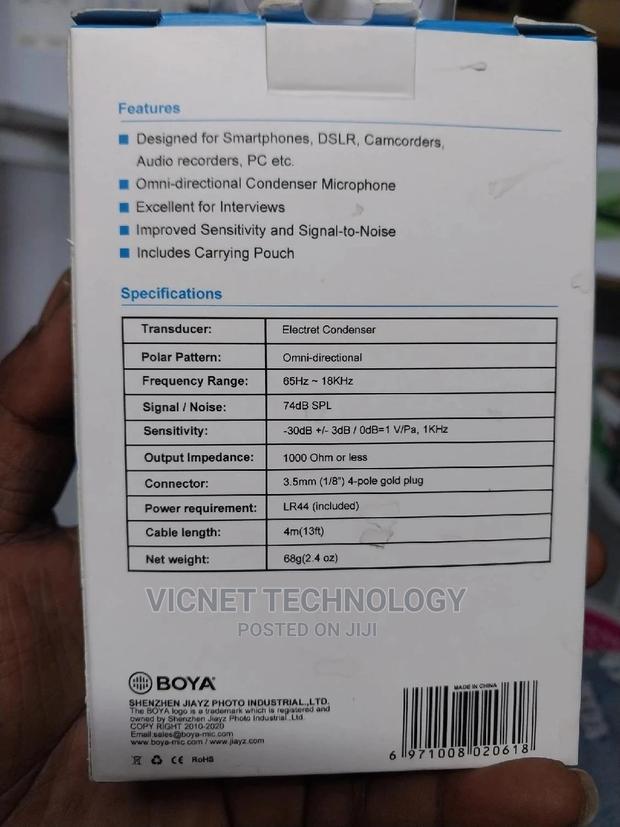 Features
Designed for Smartphones, DSLR, Camcorders,
Audio recorders, PC etc.
Omni-directional Condenser Microphone
Excellent for Interviews
Improved Sensitivity and Signal-to-Noise
Includes Carrying Pouch
Specifications
Transducer: Electret Condenser
Polar Pattern: Omni-directional
Frequency Range: 65Hz ~ 18KHz
Signal / Noise: 74dB SPL
Sensitivity: -30dB +/- 3dB / 0dB=1 V/Pa, 1KHz
Output Impedance: 1000 Ohm or less
Connector: 3.5mm (1/8") 4-pole gold plug
Power requirement: LR44 (included)
Cable length: 4m(13ft)
Net weight: 68g(2.4 oz)
VICNET TECHNOLOGY
POSTED ON JIJI
BOYA
SHENZHEN JIAYZ PHOTO INDUSTRIAL.,LTD.
The BOYA logo is a trademark which is registered and
owned by Shenzhen Jiayz Photo Industrial.,Ltd.
COPY RIGHT 2010-2020
Email:sales@boya-mic.com
www.boya-mic.com / www.jiayz.com
CE RoHS
MADE IN CHINA
6 971008 020618